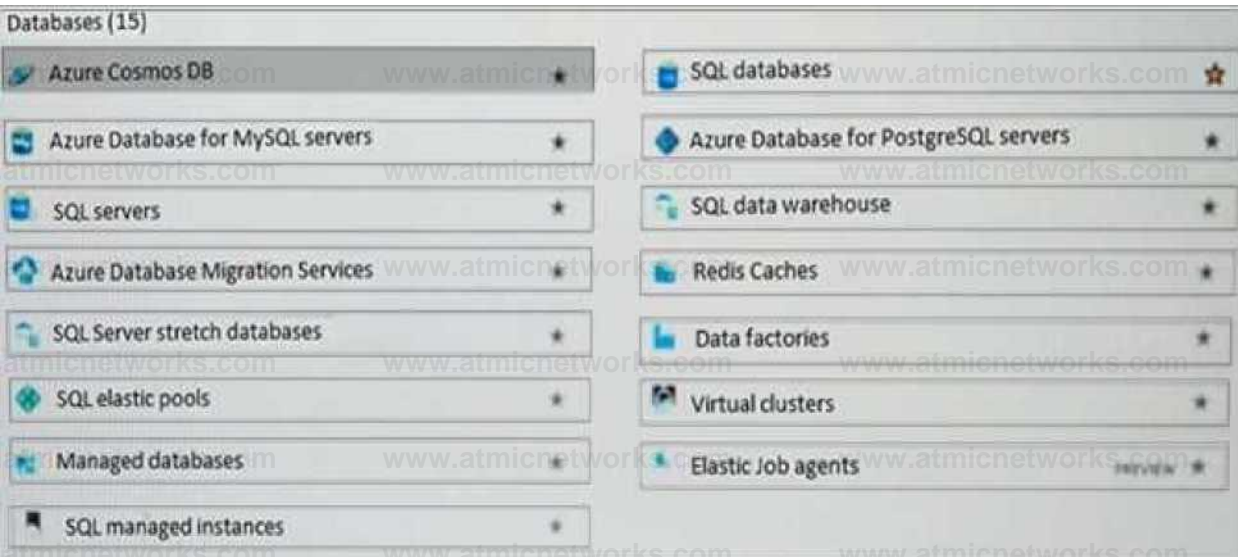 Databases (15)
Azure Cosmos DB
SQL databases
Azure Database for MySQL servers
Azure Database for PostgreSQL servers
SQL servers
SQL data warehouse
Azure Database Migration Services
Redis Caches
SQL Server stretch databases
Data factories
SQL elastic pools
Virtual clusters
Managed databases
Elastic Job agents PREVIEW
SQL managed instances
www.atmicnetworks.com